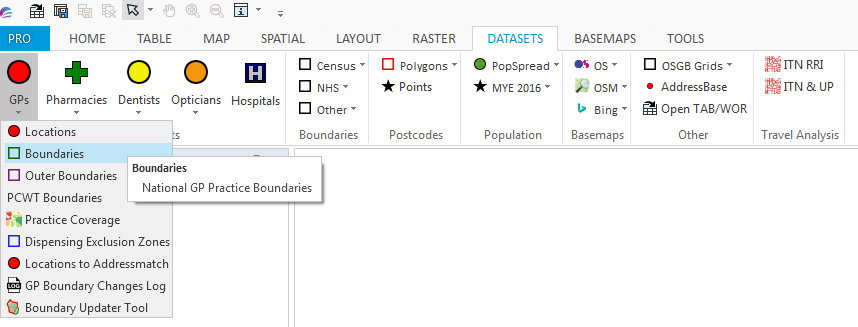 PRO HOME TABLE MAP SPATIAL LAYOUT RASTER DATASETS BASEMAPS TOOLS
GPs Pharmacies Dentists Opticians Hospitals
Census
NHS
Other
Boundaries
Polygons
Points
Postcodes
PopSpread
MYE 2016
Population
OS
OSM
Bing
Basemaps
OSGB Grids
AddressBase
Open TAB/WOR
Other
ITN RRI
ITN & UP
Travel Analysis
Locations
Boundaries
Outer Boundaries
PCWT Boundaries
Practice Coverage
Dispensing Exclusion Zones
Locations to Addressmatch
GP Boundary Changes Log
Boundary Updater Tool
Boundaries
National GP Practice Boundaries